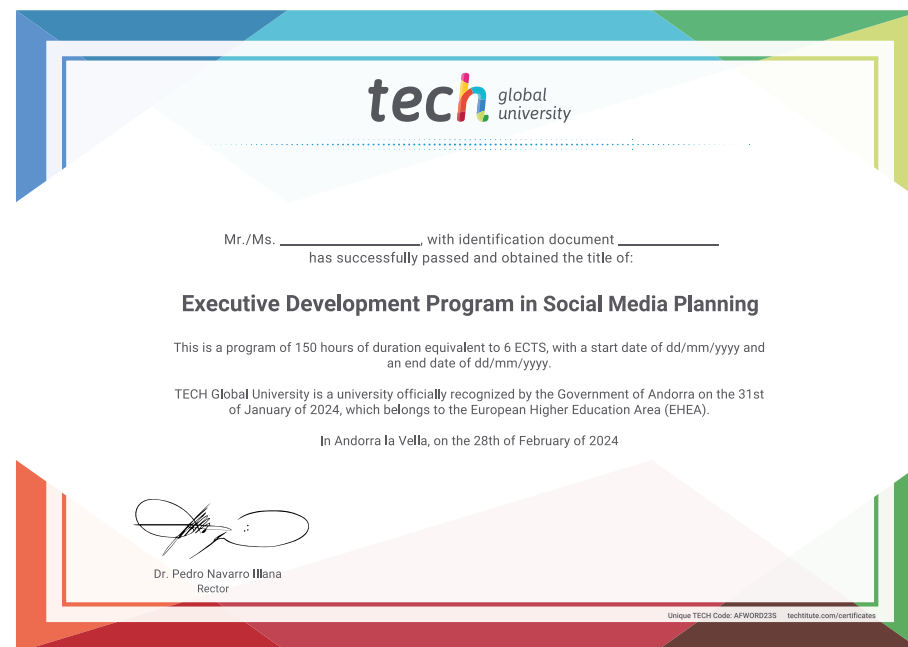 tech global
university
Mr./Ms. ____________, with identification document ____________
has successfully passed and obtained the title of:
Executive Development Program in Social Media Planning
This is a program of 150 hours of duration equivalent to 6 ECTS, with a start date of dd/mm/yyyy and
an end date of dd/mm/yyyy.
TECH Global University is a university officially recognized by the Government of Andorra on the 31st
of January of 2024, which belongs to the European Higher Education Area (EHEA).
In Andorra la Vella, on the 28th of February of 2024
Dr. Pedro Navarro Illana
Rector
Unique TECH Code: AFWORD23S techtitute.com/certificates